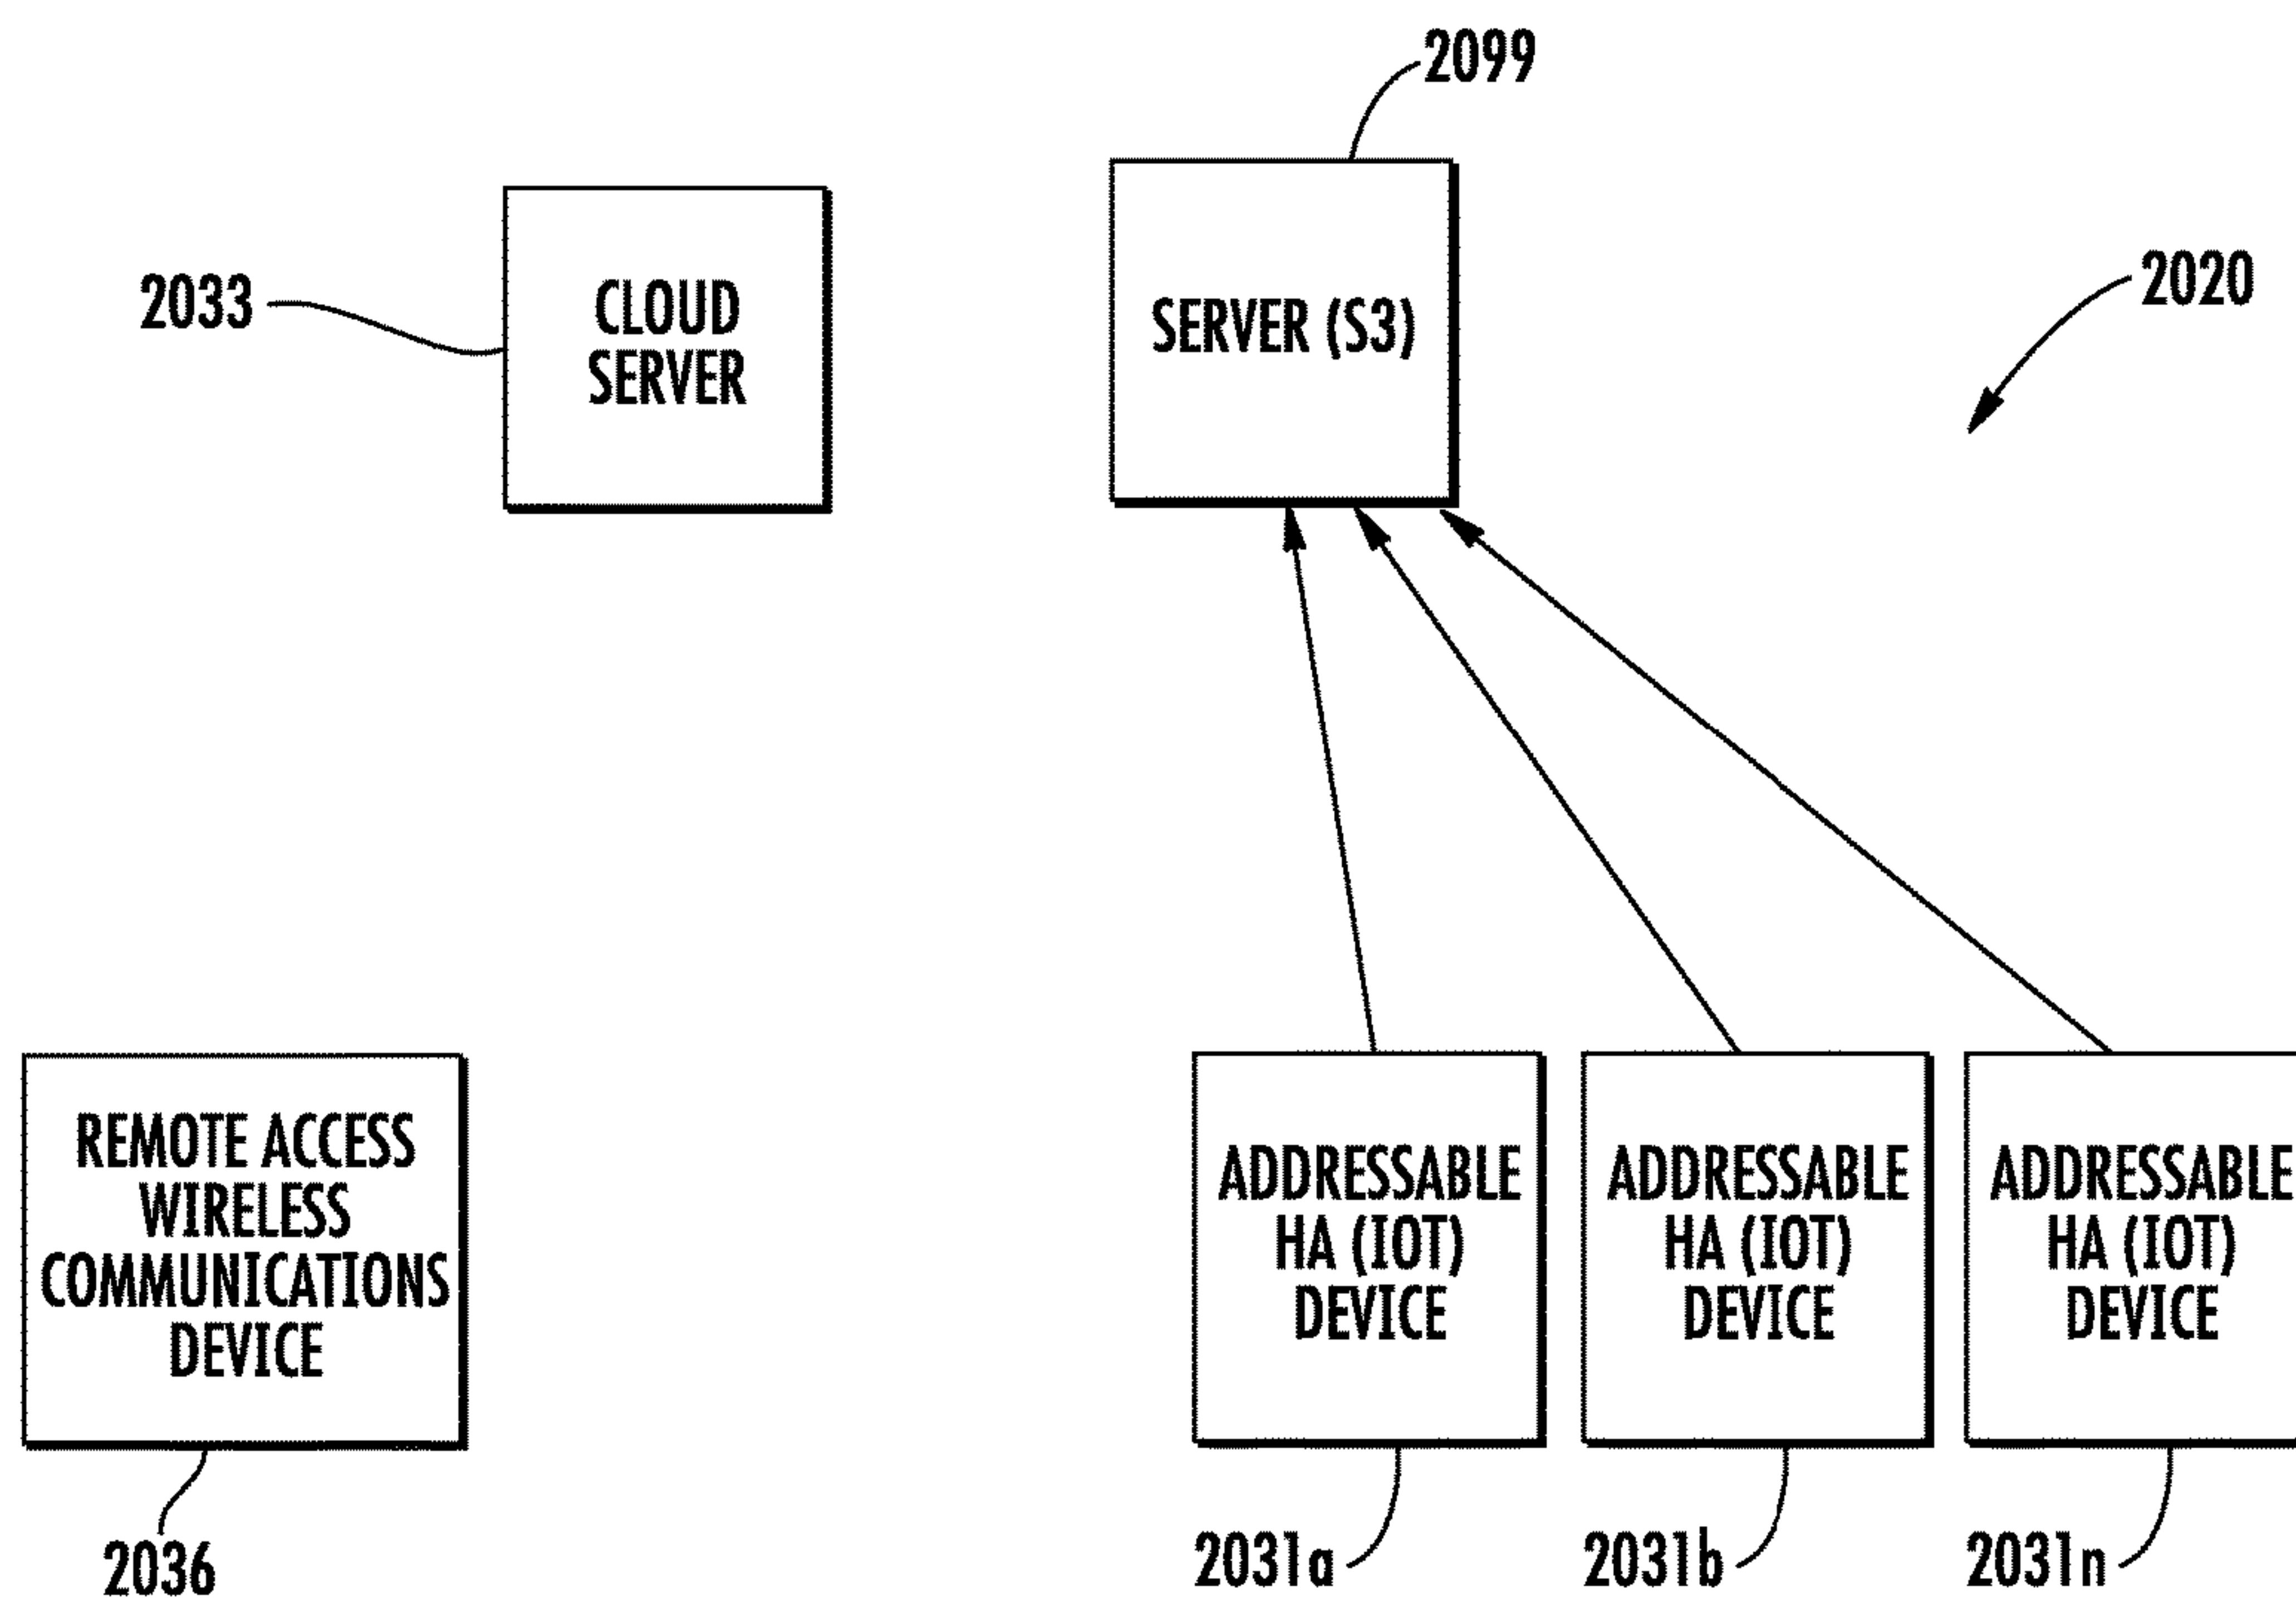 2099
2033
CLOUD
SERVER
SERVER (S3)
2020
REMOTE ACCESS
WIRELESS
COMMUNICATIONS
DEVICE
ADDRESSABLE
HA (IOT)
DEVICE
ADDRESSABLE
HA (IOT)
DEVICE
ADDRESSABLE
HA (IOT)
DEVICE
2036
2031a
2031b
2031n